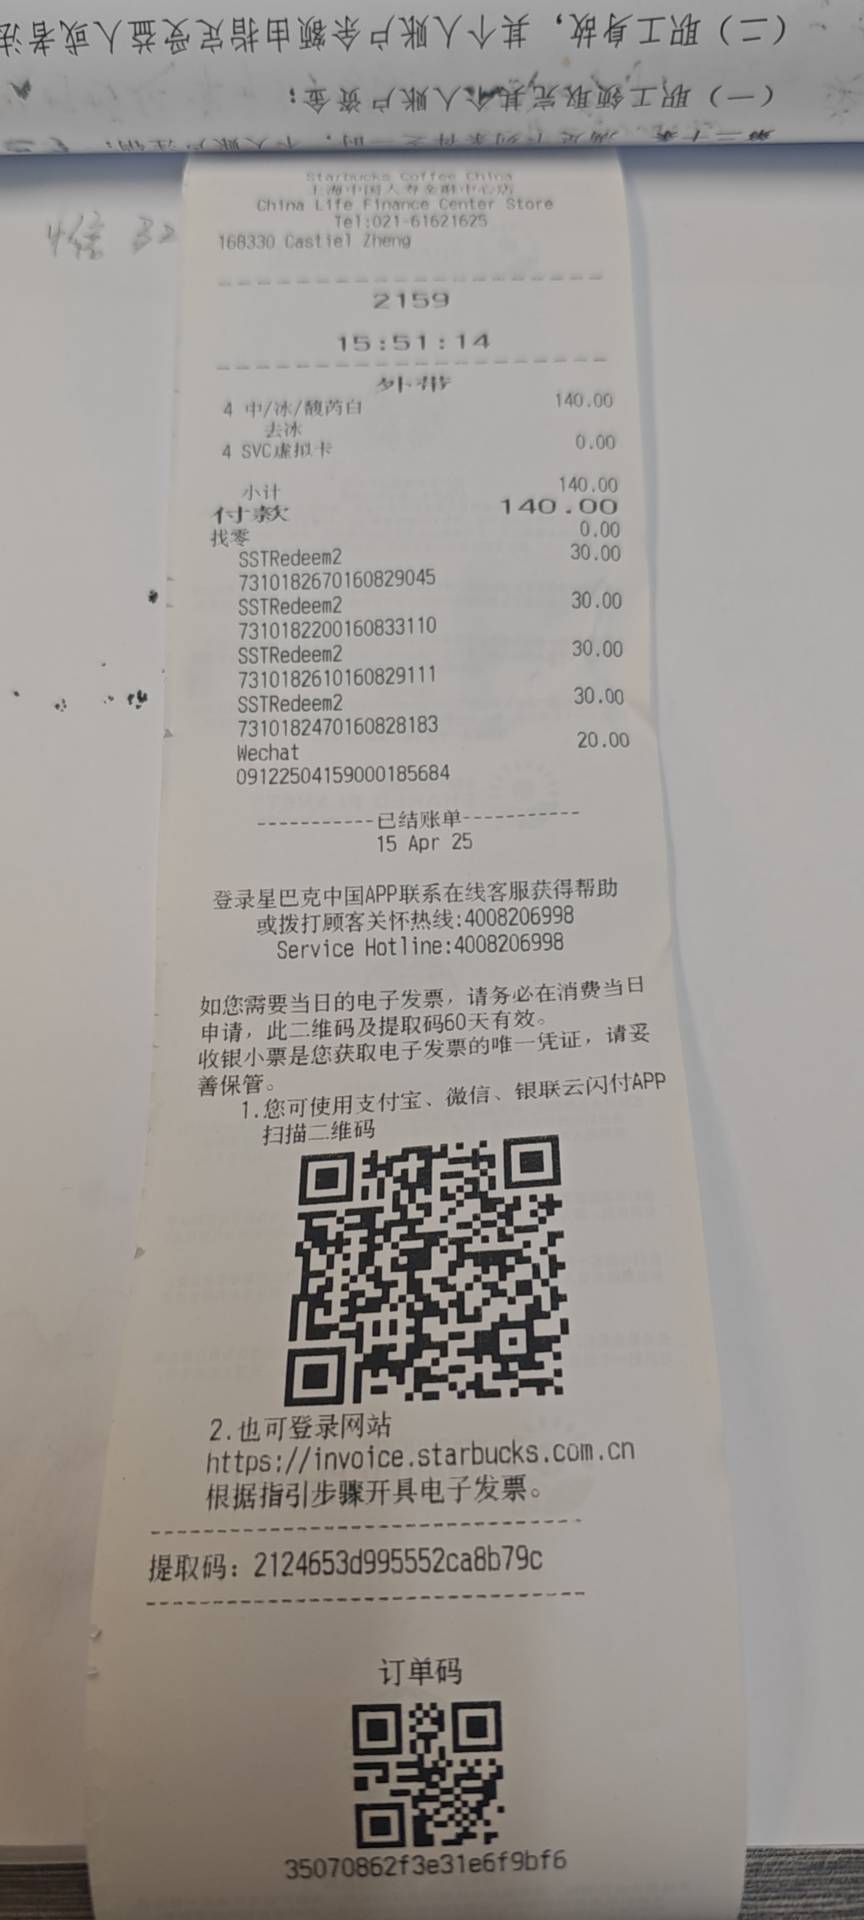 (二) 职工身故, 其个人账户余额由指定受益人或者法
(一) 职工领取完其个人账户资金:
Starbucks Coffee China
上海中国人寿金融中心店
China Life Finance Center Store
Tel:021-61621625
168330 Castiel Zheng
2159
15:51:14
外带
4 中/冰/馥芮白 140.00
去冰
4 SVC虚拟卡 0.00
小计 140.00
付款 140.00
找零 0.00
SSTRedeem2 30.00
7310182670160829045
SSTRedeem2 30.00
7310182200160833110
SSTRedeem2 30.00
7310182610160829111
SSTRedeem2 30.00
7310182470160828183
Wechat 20.00
09122504159000185684
-----------已结账单-----------
15 Apr 25
登录星巴克中国APP联系在线客服获得帮助
或拨打顾客关怀热线:4008206998
Service Hotline:4008206998
如您需要当日的电子发票，请务必在消费当日
申请，此二维码及提取码60天有效。
收银小票是您获取电子发票的唯一凭证，请妥
善保管。
1.您可使用支付宝、微信、银联云闪付APP
扫描二维码
2.也可登录网站
https://invoice.starbucks.com.cn
根据指引步骤开具电子发票。
提取码：2124653d995552ca8b79c
订单码
35070862f3e31e6f9bf6